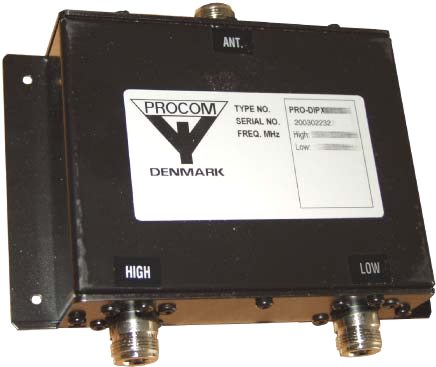 ANT.
PROCOM
DENMARK
TYPE NO. PRO-DIPX
SERIAL NO. 200302232
FREQ. MHz High:
Low:
HIGH
LOW